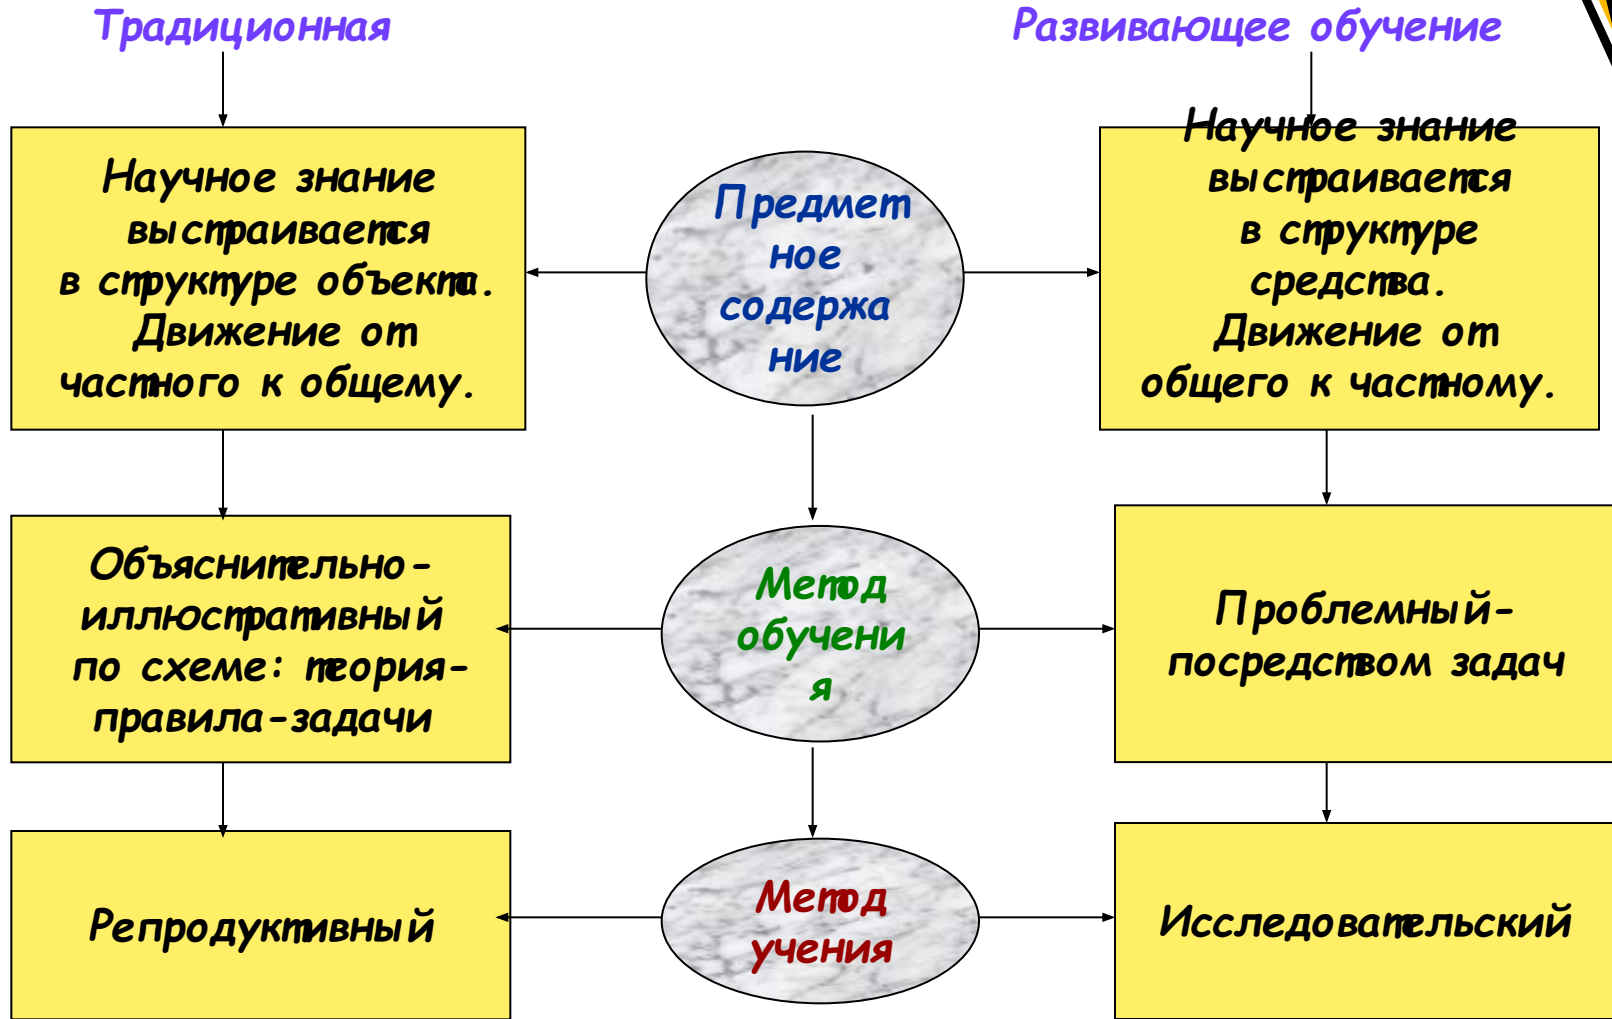 Традиционная
Развивающее обучение
Научное знание
выстраивается
в структуре объекта.
Движение от
частного к общему.
Предмет
ное
содержа
ние
Научное знание
выстраивается
в структуре
средства.
Движение от
общего к частному.
Объяснительно-
иллюстративный
по схеме: теория-
правила-задачи
Метод
обучени
я
Проблемный-
посредством задач
Репродуктивный
Метод
учения
Исследовательский